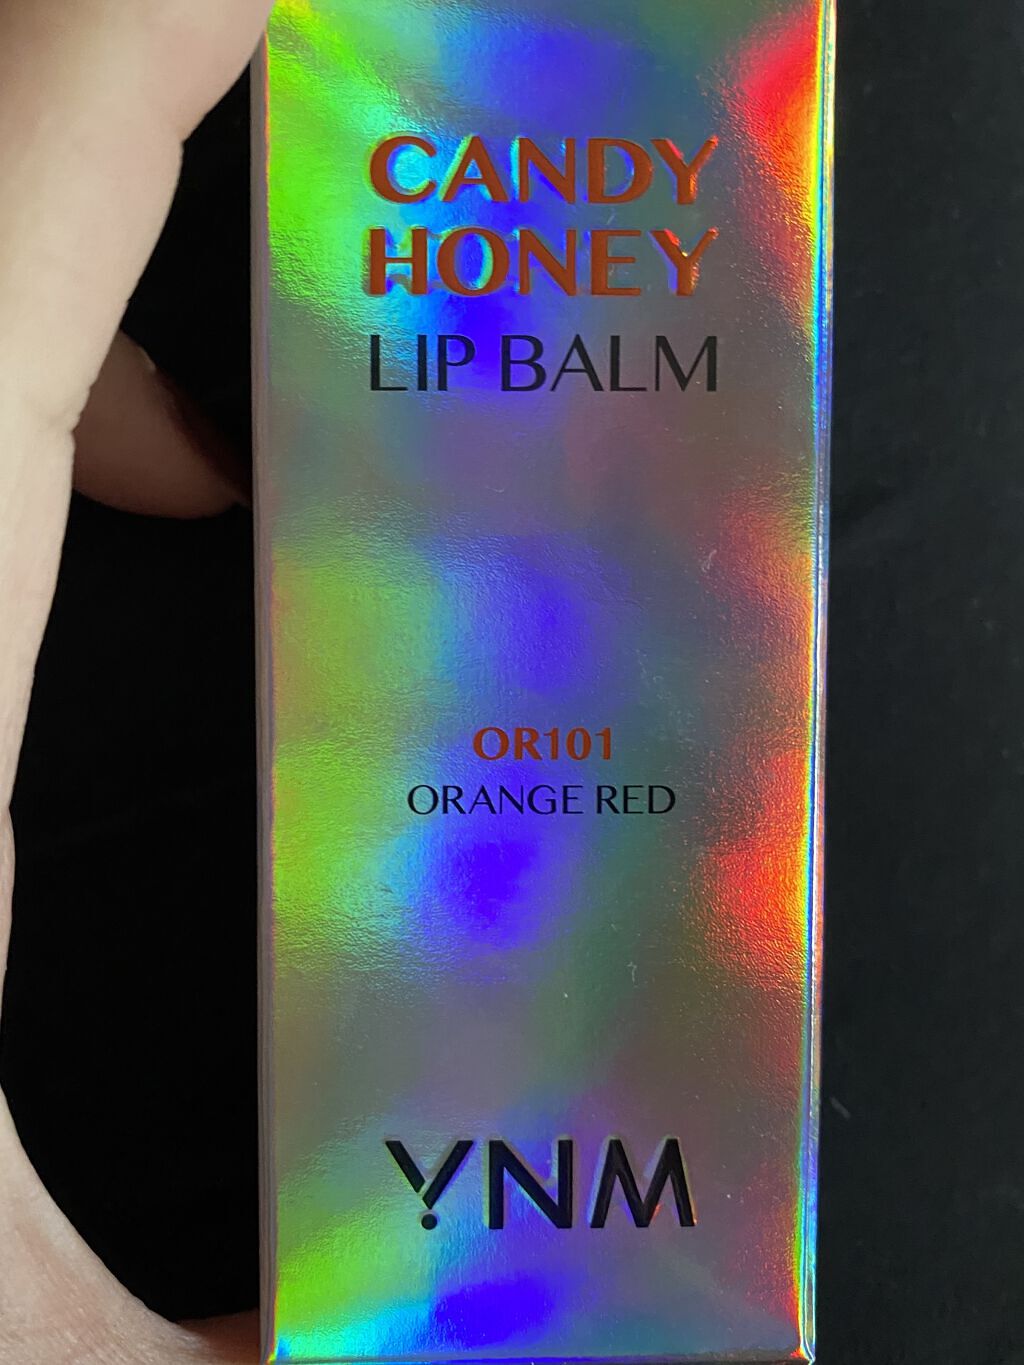 CANDY
HONEY
LIP BALM
OR101
ORANGE RED
YNM